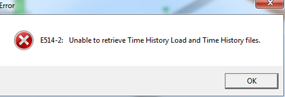 Error
E514-2: Unable to retrieve Time History Load and Time History files.
OK